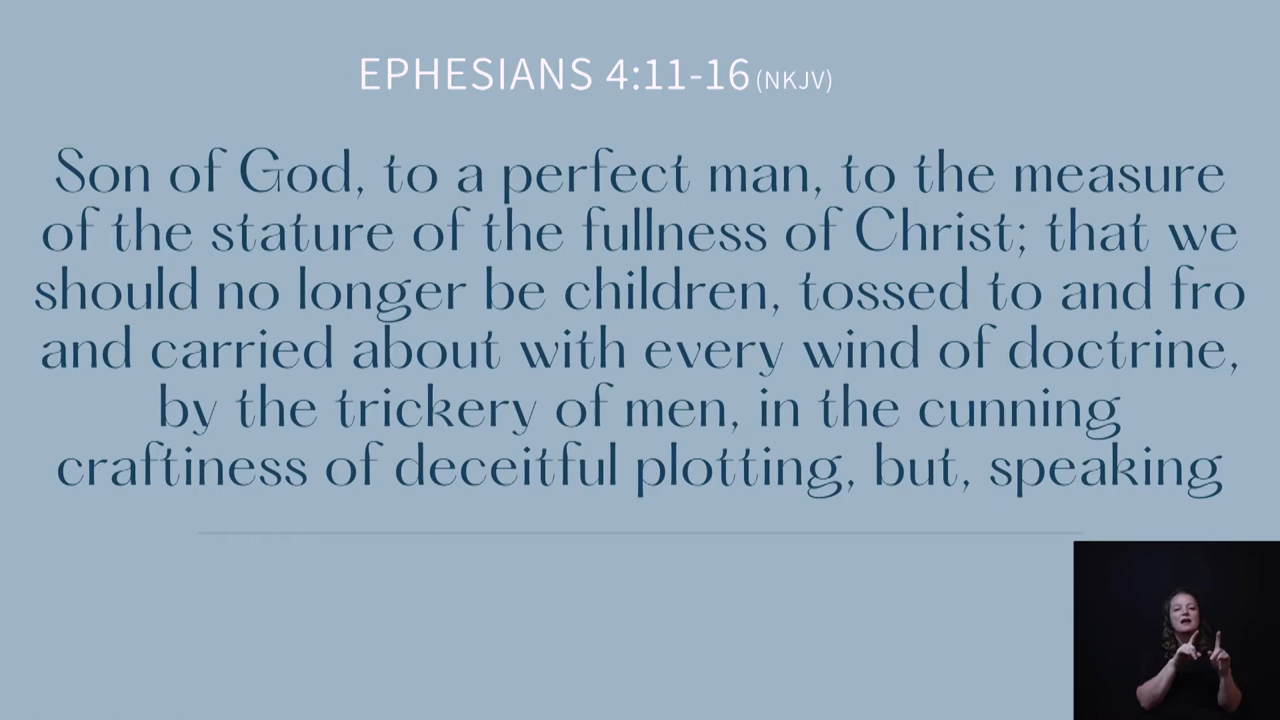 EPHESIANS 4:11-16 (NKJV)
Son of God, to a perfect man, to the measure
of the stature of the fullness of Christ; that we
should no longer be children, tossed to and fro
and carried about with every wind of doctrine,
by the trickery of men, in the cunning
craftiness of deceitful plotting, but, speaking